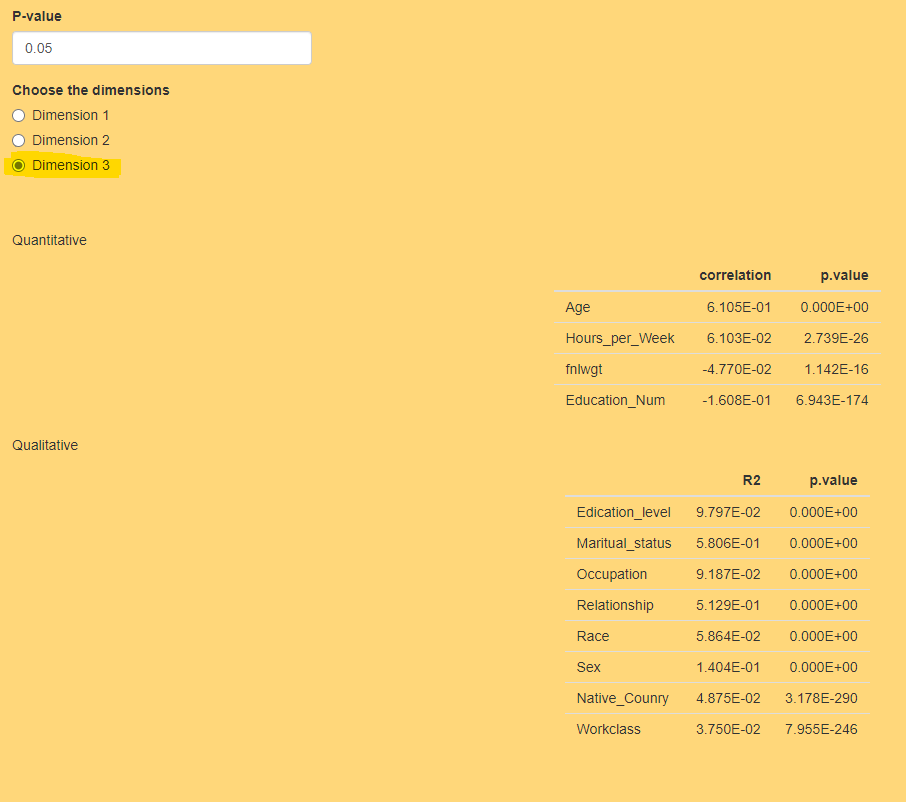 P-value
0.05
Choose the dimensions
Dimension 1
Dimension 2
Dimension 3
Quantitative
correlation p.value
Age 6.105E-01 0.000E+00
Hours_per_Week 6.103E-02 2.739E-26
fnlwgt -4.770E-02 1.142E-16
Education_Num -1.608E-01 6.943E-174
Qualitative
R2 p.value
Edication_level 9.797E-02 0.000E+00
Maritual_status 5.806E-01 0.000E+00
Occupation 9.187E-02 0.000E+00
Relationship 5.129E-01 0.000E+00
Race 5.864E-02 0.000E+00
Sex 1.404E-01 0.000E+00
Native_Counry 4.875E-02 3.178E-290
Workclass 3.750E-02 7.955E-246